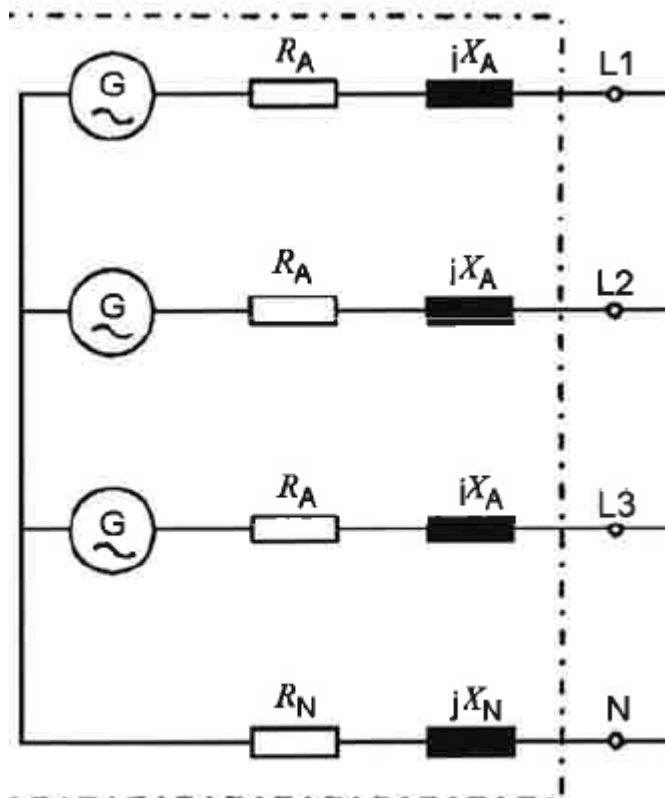 R_A jX_A L1
G
R_A jX_A L2
G
R_A jX_A L3
G
R_N jX_N N